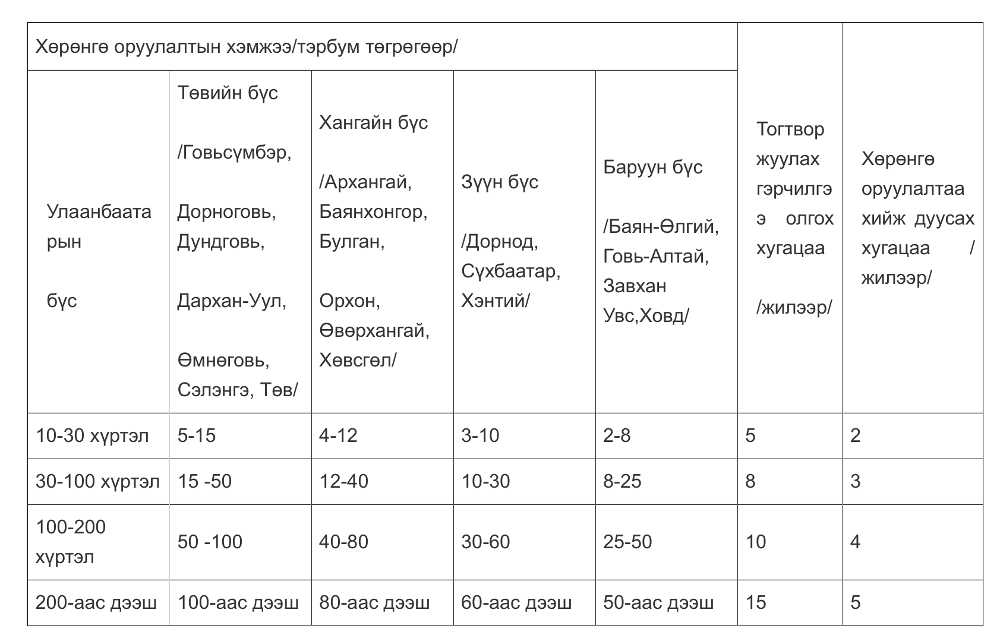 Хөрөнгө оруулалтын хэмжээ/тэрбум төгрөгөөр/
Улаанбаата
рын
бүс
Төвийн бүс
/Говьсүмбэр,
Дорноговь,
Дундговь,
Дархан-Уул,
Өмнөговь,
Сэлэнгэ, Төв/
Хангайн бүс
/Архангай,
Баянхонгор,
Булган,
Орхон,
Өвөрхангай,
Хөвсгөл/
Зүүн бүс
/Дорнод,
Сүхбаатар,
Хэнтий/
Баруун бүс
/Баян-Өлгий,
Говь-Алтай,
Завхан
Увс,Ховд/
Тогтвор
жуулах
гэрчилгэ
э олгох
хугацаа
/жилээр/
Хөрөнгө
оруулалтаа
хийж дуусах
хугацаа /
жилээр/
10-30 хүртэл
5-15
4-12
3-10
2-8
5
2
30-100 хүртэл
15 -50
12-40
10-30
8-25
8
3
100-200
хүртэл
50 -100
40-80
30-60
25-50
10
4
200-аас дээш
100-аас дээш
80-аас дээш
60-аас дээш
50-аас дээш
15
5